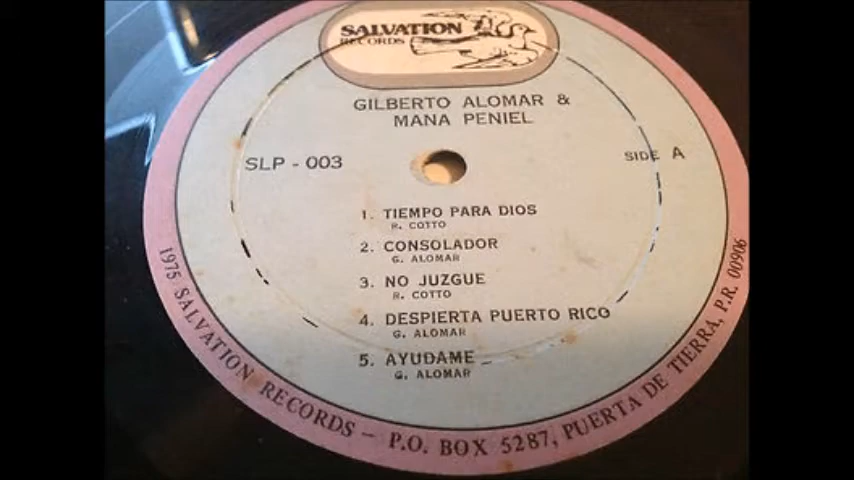 SALVATION
RECORDS
GILBERTO ALOMAR &
MANA PENIEL
SLP - 003
SIDE A
1. TIEMPO PARA DIOS
R. COTTO
2. CONSOLADOR
G. ALOMAR
3. NO JUZGUE
R. COTTO
4. DESPIERTA PUERTO RICO
G. ALOMAR
5. AYUDAME
G. ALOMAR
1975 SALVATION RECORDS - P.O. BOX 5287, PUERTA DE TIERRA, P.R. 00906